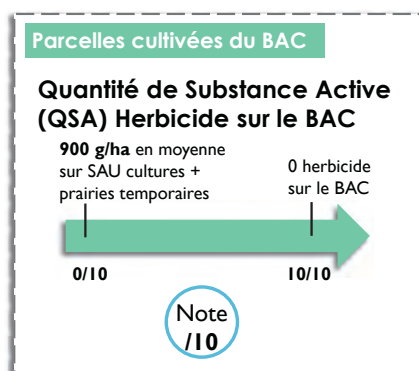 Parcelles cultivées du BAC
Quantité de Substance Active
(QSA) Herbicide sur le BAC
900 g/ha en moyenne
sur SAU cultures +
prairies temporaires
0 herbicide
sur le BAC
0/10
10/10
Note
/10